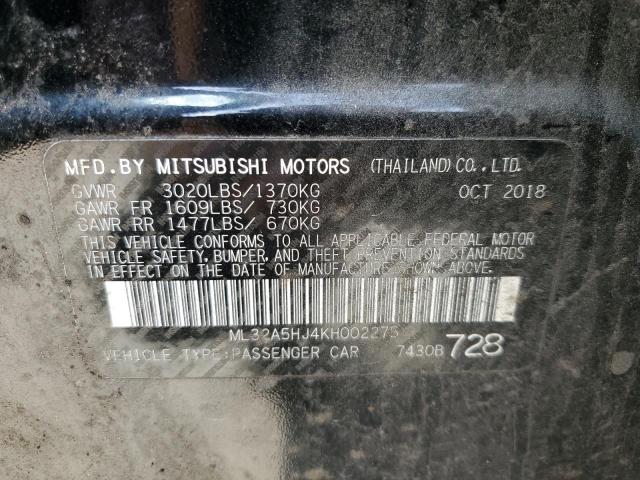 MFD.BY MITSUBISHI MOTORS (THAILAND)CO.,LTD.
GVWR 3020LBS/1370KG OCT 2018
GAWR FR 1609LBS/ 730KG
GAWR RR 1477LBS/ 670KG
THIS VEHICLE CONFORMS TO ALL APPLICABLE FEDERAL MOTOR
VEHICLE SAFETY,BUMPER,AND THEFT PREVENTION STANDARDS
IN EFFECT ON THE DATE OF MANUFACTURE SHOWN ABOVE.
ML32A5HJ4KH002275
VEHICLE TYPE:PASSENGER CAR 7430B 728